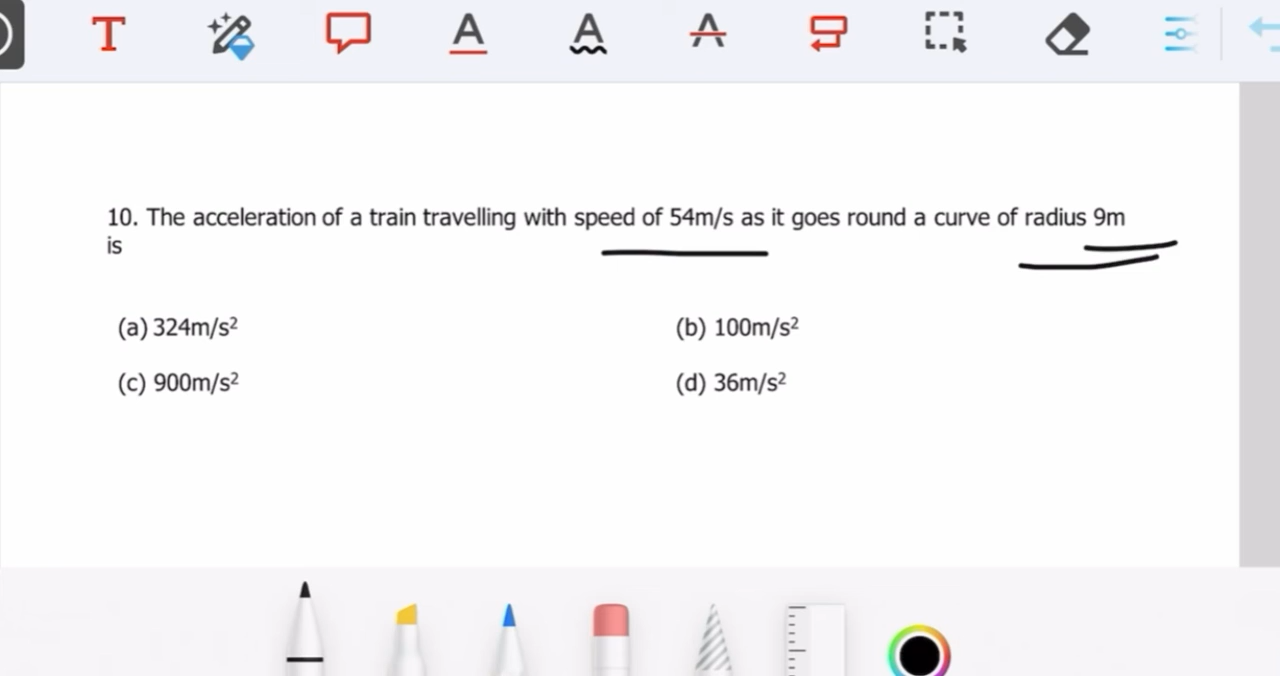 T
A
A
A
10. The acceleration of a train travelling with speed of 54m/s as it goes round a curve of radius 9m
is
(a) 324m/s²
(b) 100m/s²
(c) 900m/s²
(d) 36m/s²